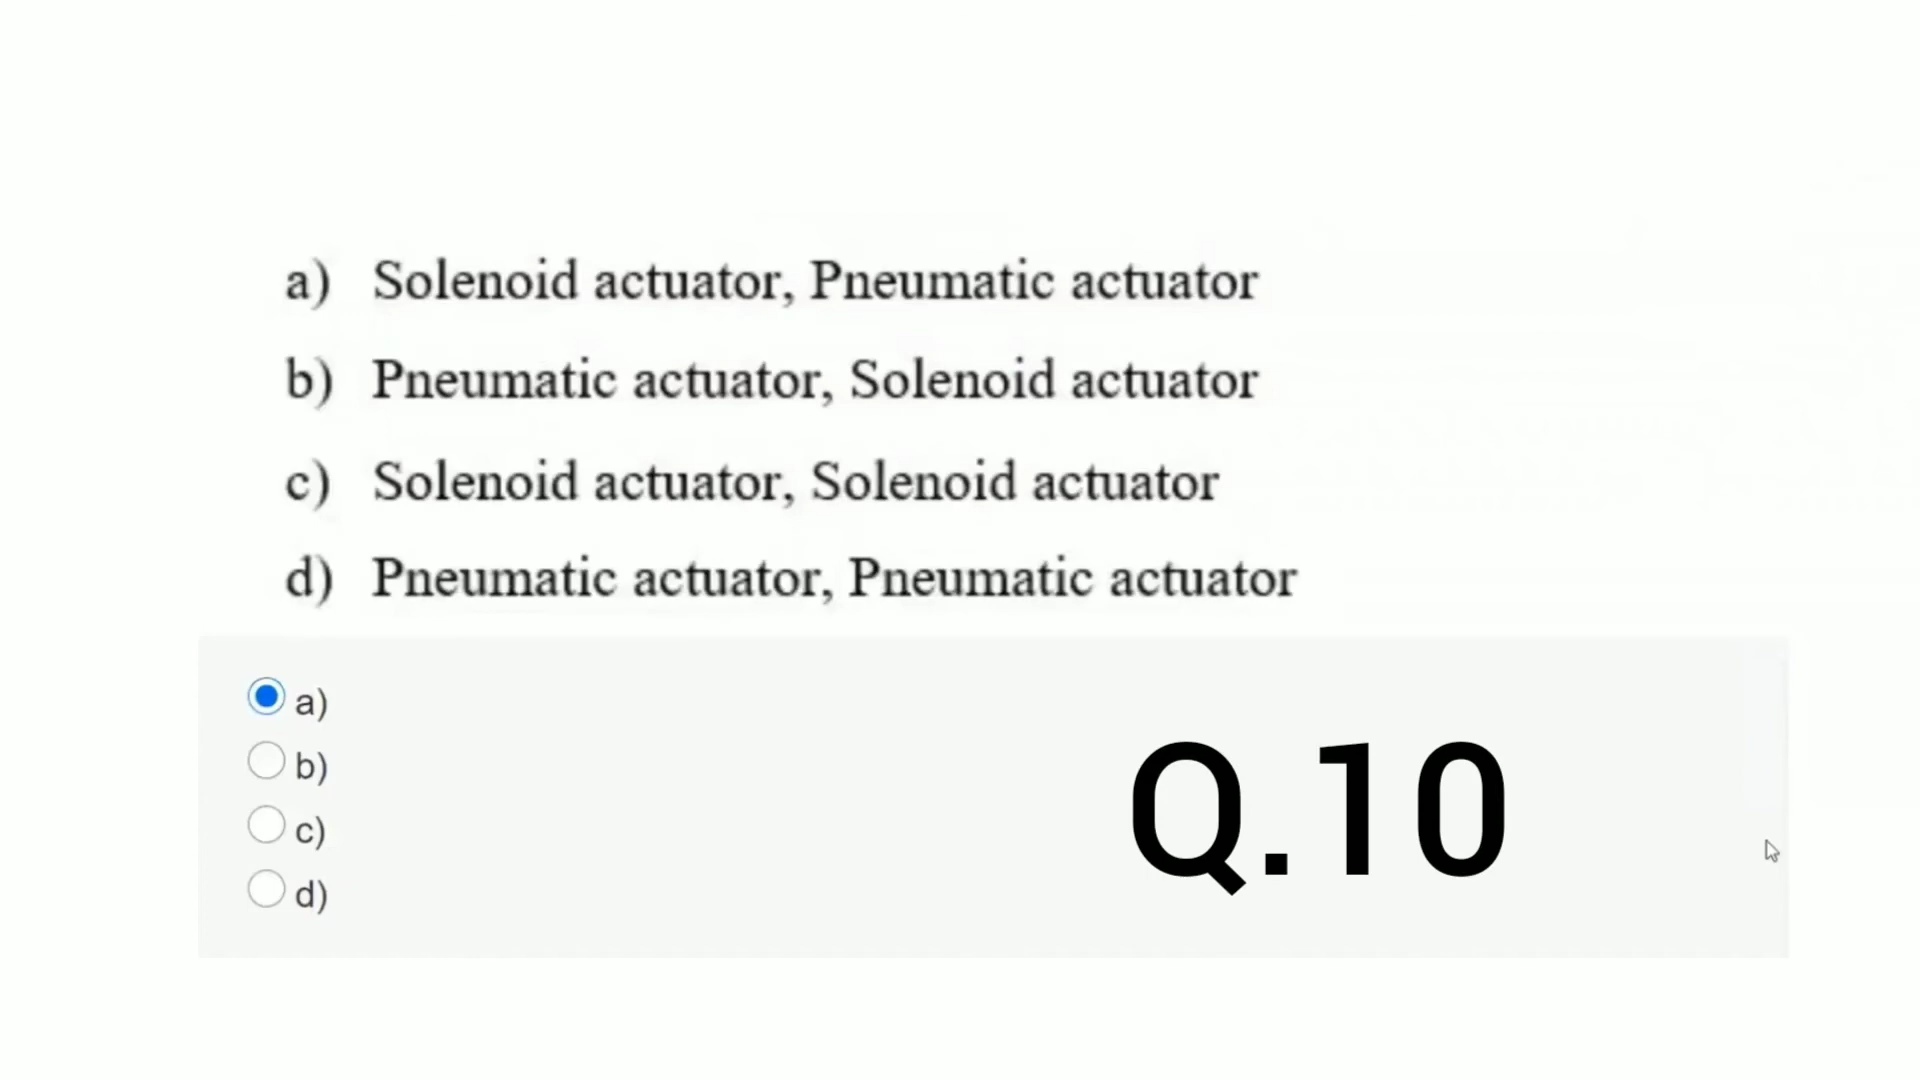 a) Solenoid actuator, Pneumatic actuator
b) Pneumatic actuator, Solenoid actuator
c) Solenoid actuator, Solenoid actuator
d) Pneumatic actuator, Pneumatic actuator
a)
b)
c)
d)
Q.10